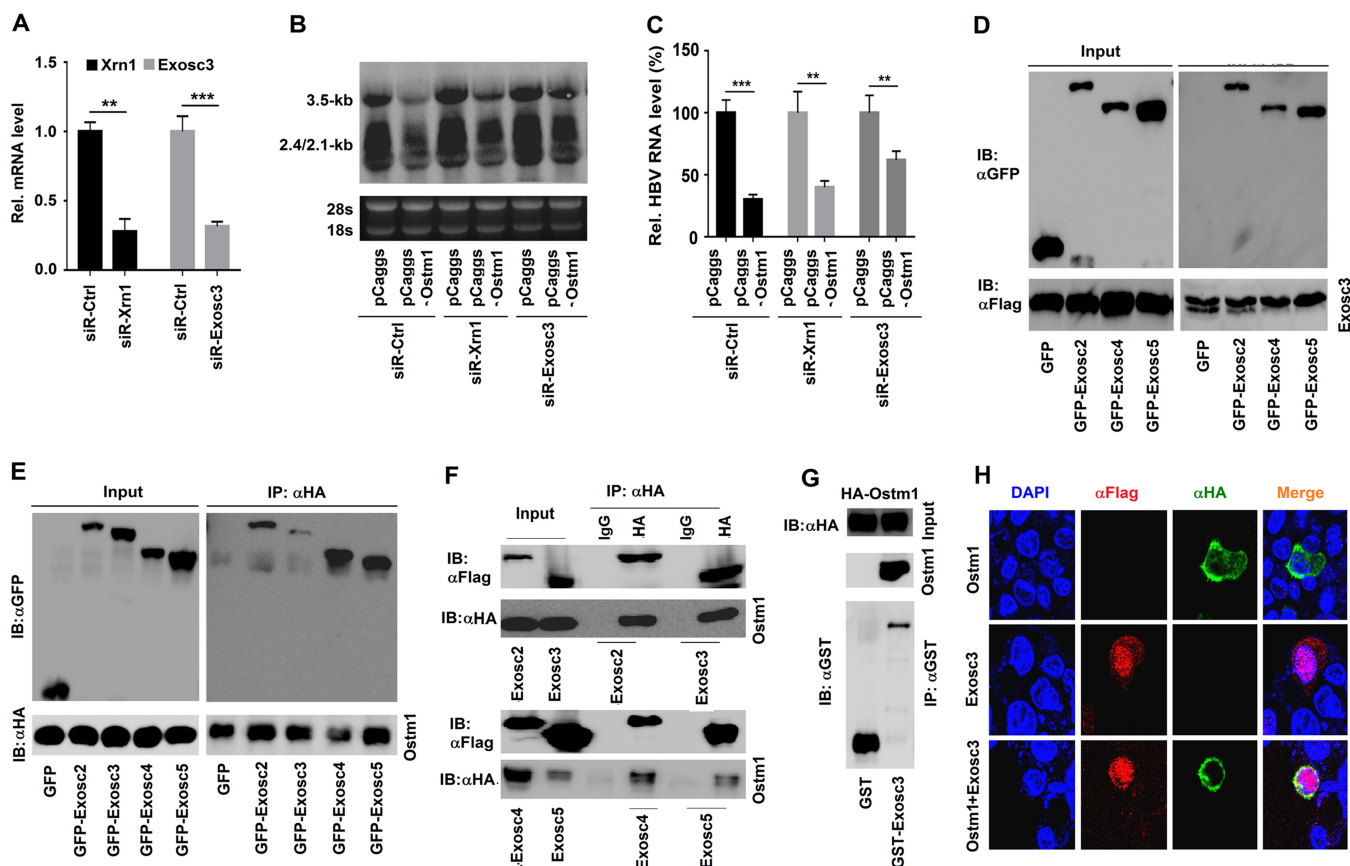 A
Rel. mRNA level
1.5
1.0
0.5
0.0
Xrn1
Exosc3
**
***
siR-Ctrl
siR-Xrn1
siR-Ctrl
siR-Exosc3
B
3.5-kb
2.4/2.1-kb
28s
18s
pCaggs
pCaggs
-Ostm1
pCaggs
pCaggs
-Ostm1
pCaggs
pCaggs
-Ostm1
siR-Ctrl
siR-Xrn1
siR-Exosc3
C
Rel. HBV RNA level (%)
150
100
50
0
***
**
**
pCaggs
pCaggs
-Ostm1
pCaggs
pCaggs
-Ostm1
pCaggs
pCaggs
-Ostm1
siR-Ctrl
siR-Xrn1
siR-Exosc3
D
Input
IB:
αGFP
IB:
αFlag
Exosc3
GFP
GFP-Exosc2
GFP-Exosc4
GFP-Exosc5
GFP
GFP-Exosc2
GFP-Exosc4
GFP-Exosc5
E
Input
IP: αHA
IB:αGFP
IB:αHA
Ostm1
GFP
GFP-Exosc2
GFP-Exosc3
GFP-Exosc4
GFP-Exosc5
GFP
GFP-Exosc2
GFP-Exosc3
GFP-Exosc4
GFP-Exosc5
F
IP: αHA
Input
IgG
HA
IgG
HA
IB:
αFlag
IB:αHA
Ostm1
Exosc2
Exosc3
Exosc2
Exosc3
IB:
αFlag
IB:αHA.
Ostm1
Exosc4
Exosc5
Exosc4
Exosc5
G
HA-Ostm1
IB:αHA
Input
Ostm1
IB: αGST
IP: αGST
GST
GST-Exosc3
H
DAPI
αFlag
αHA
Merge
Ostm1
Exosc3
Ostm1+Exosc3